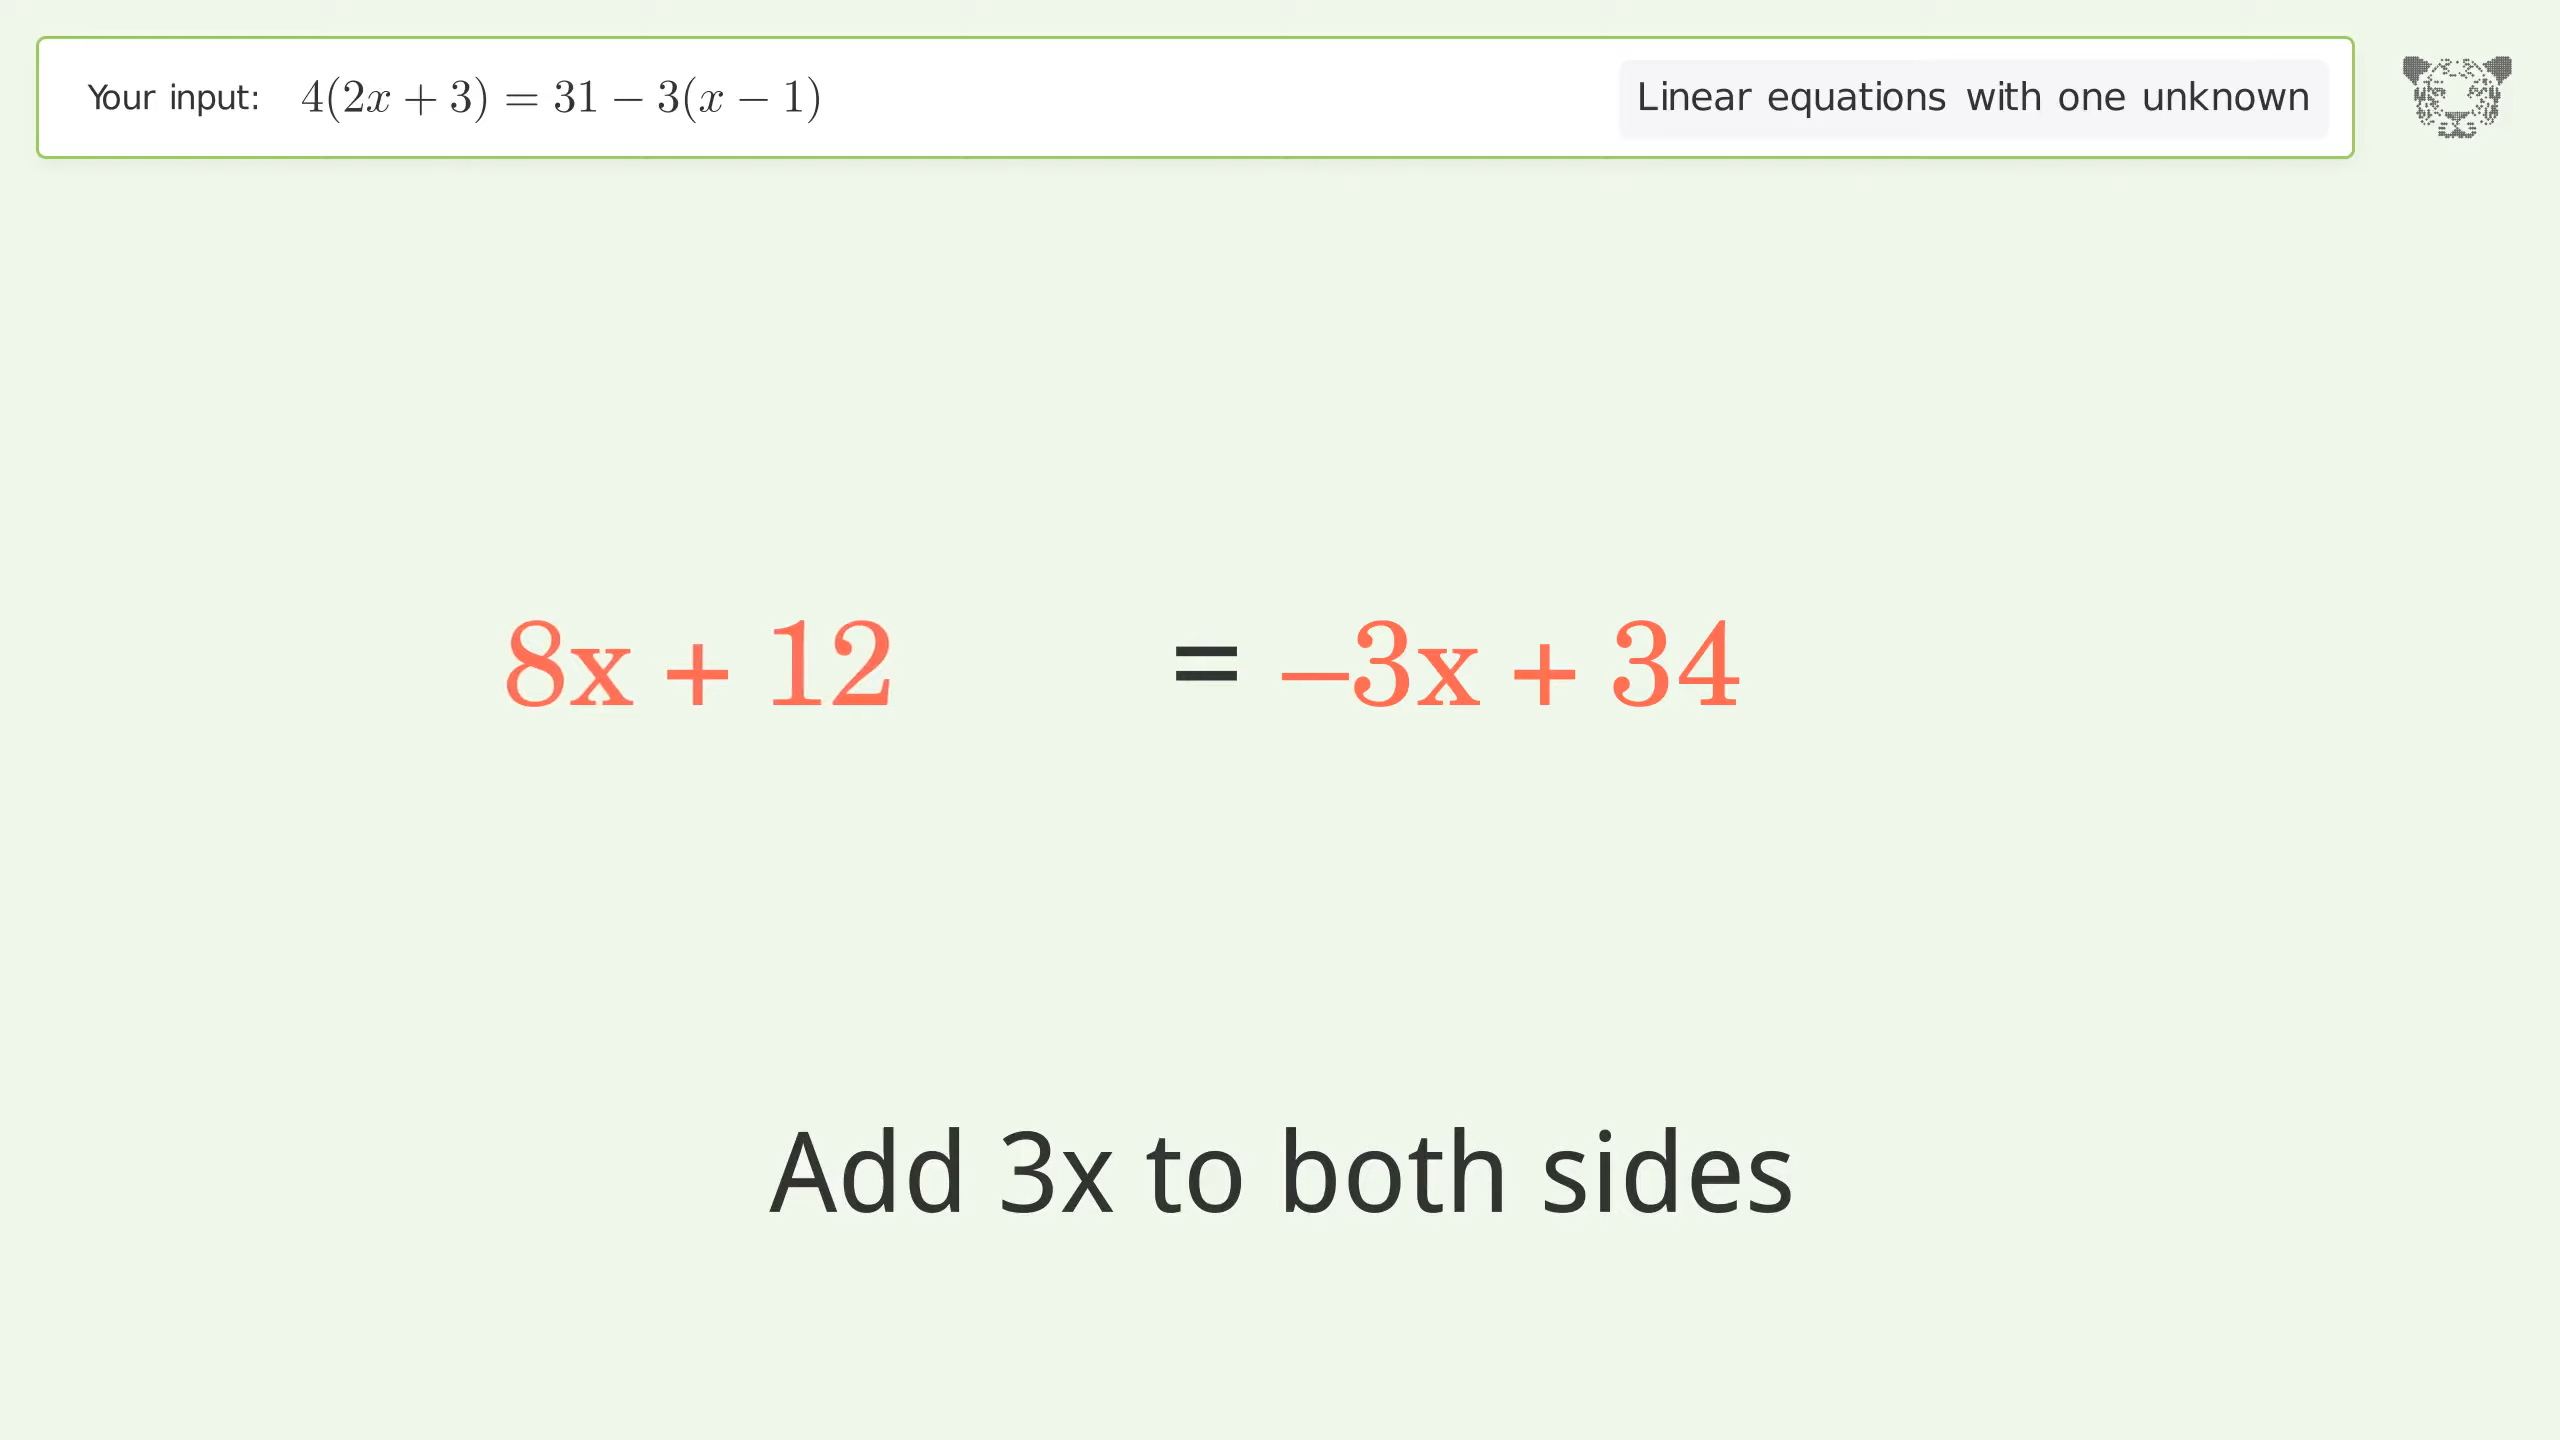 Your input: 4(2x + 3) = 31 − 3(x − 1) Linear equations with one unknown
8x + 12 = −3x + 34
Add 3x to both sides